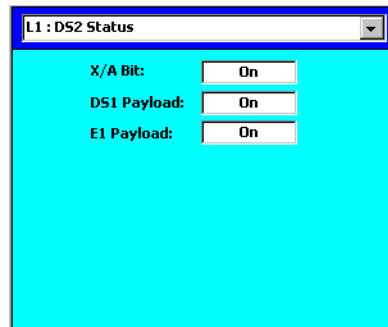 L1 : DS2 Status
X/A Bit: On
DS1 Payload: On
E1 Payload: On